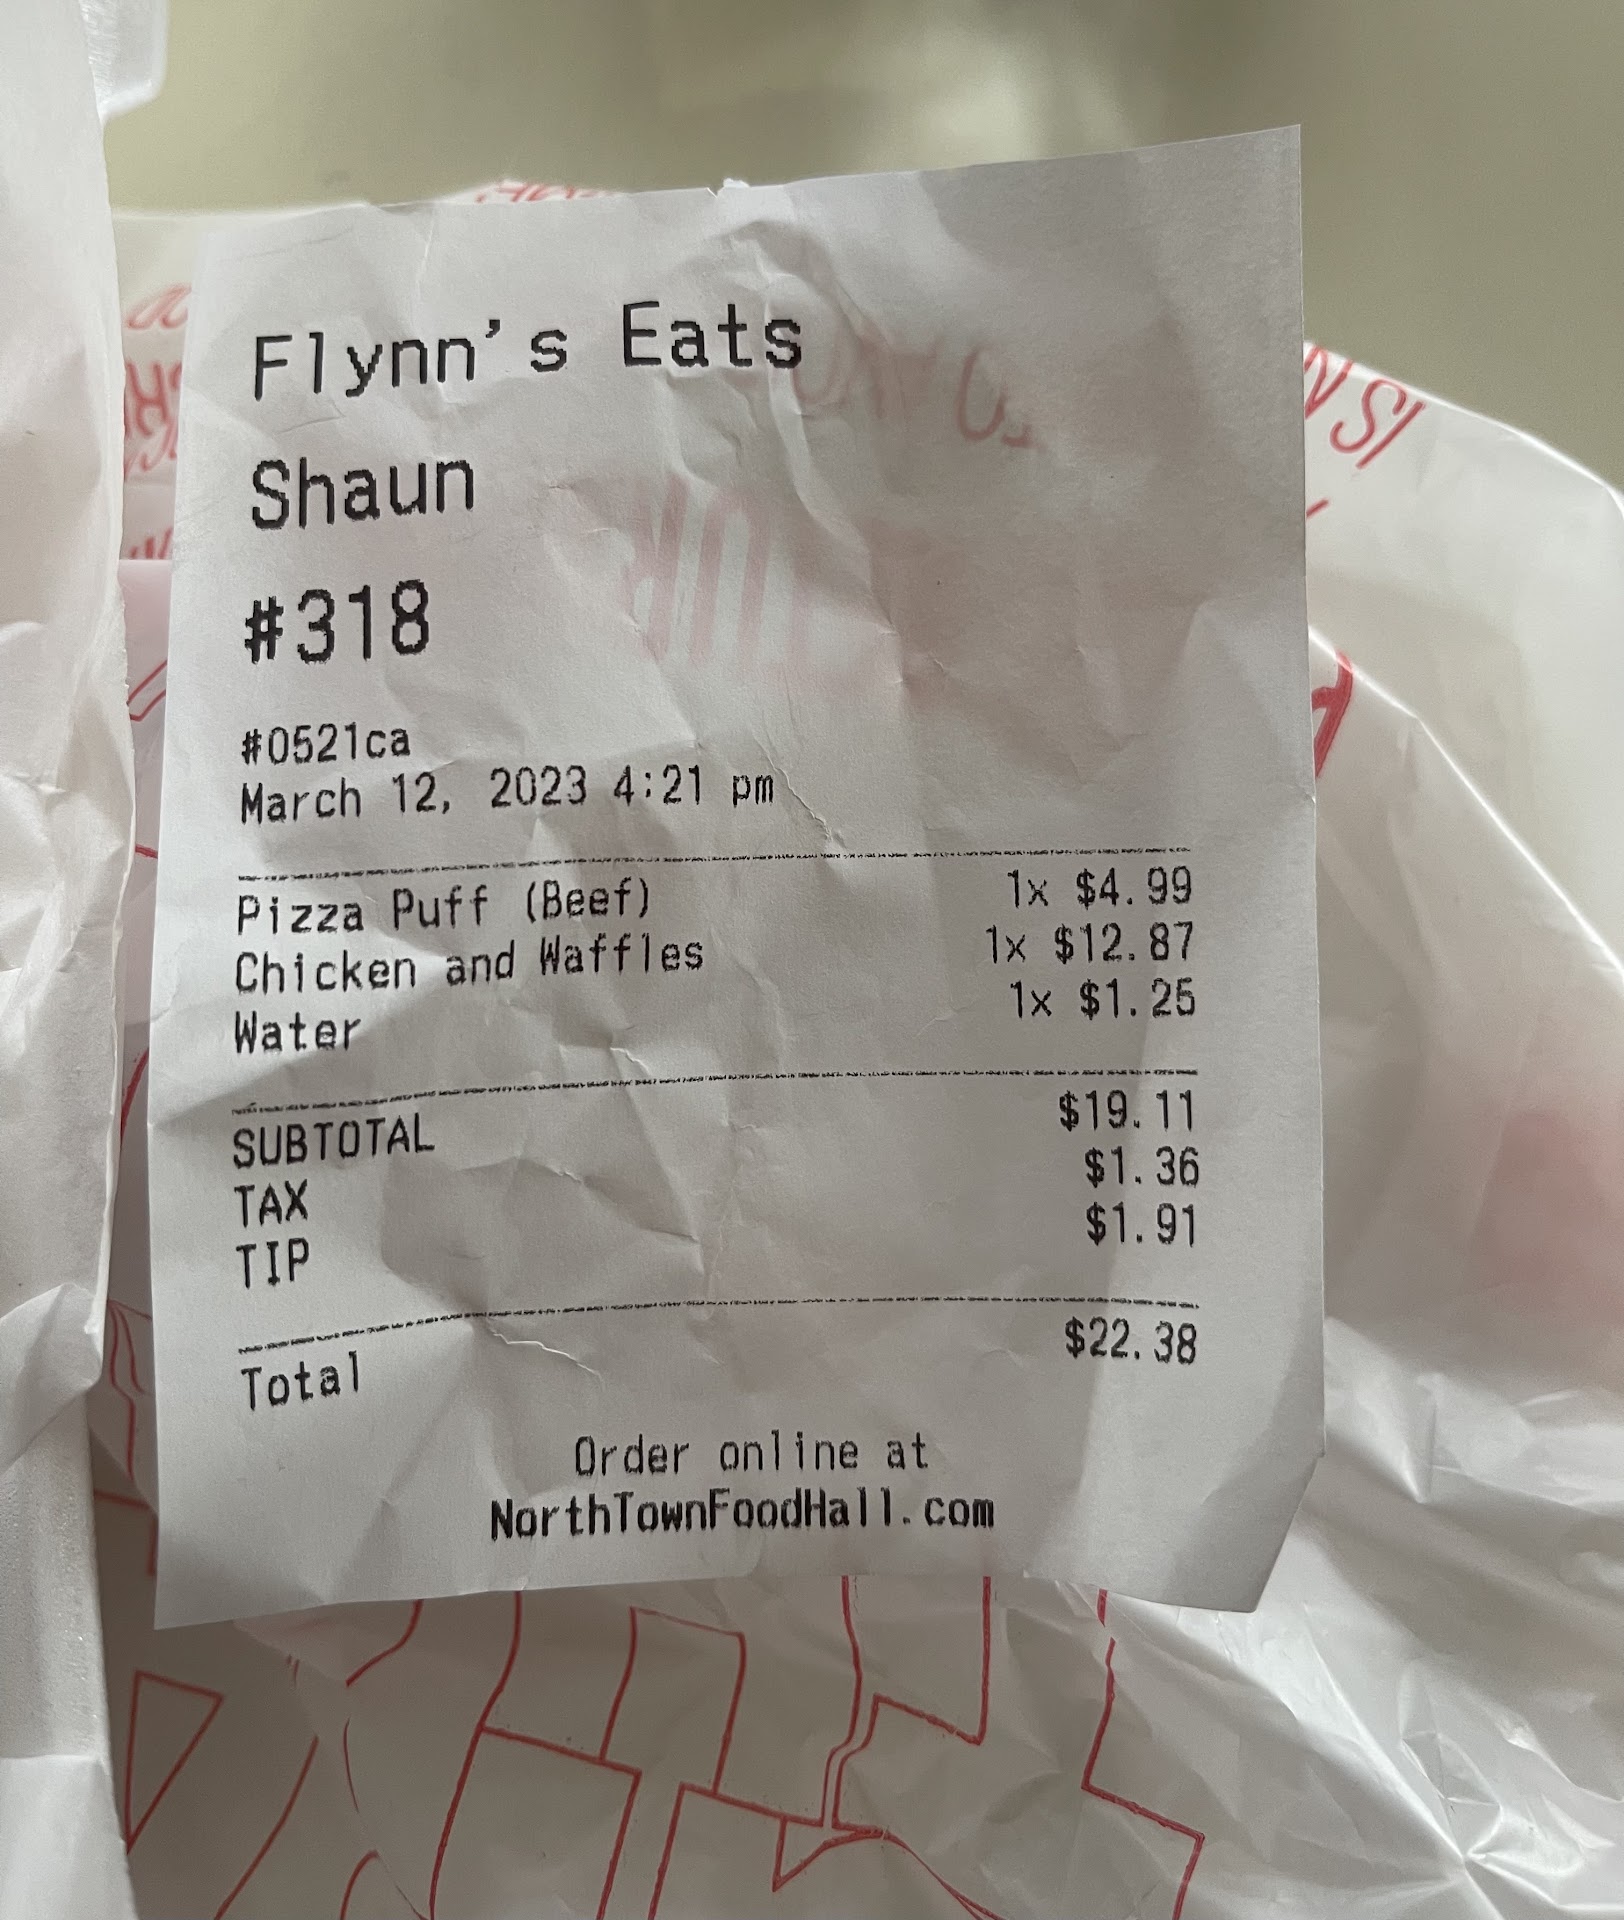 Flynn's Eats
Shaun
#318
#0521ca
March 12, 2023 4:21 pm
Pizza Puff (Beef) 1x $4.99
Chicken and Waffles 1x $12.87
Water 1x $1.25
SUBTOTAL $19.11
TAX $1.36
TIP $1.91
Total $22.38
Order online at
NorthTownFoodHall.com